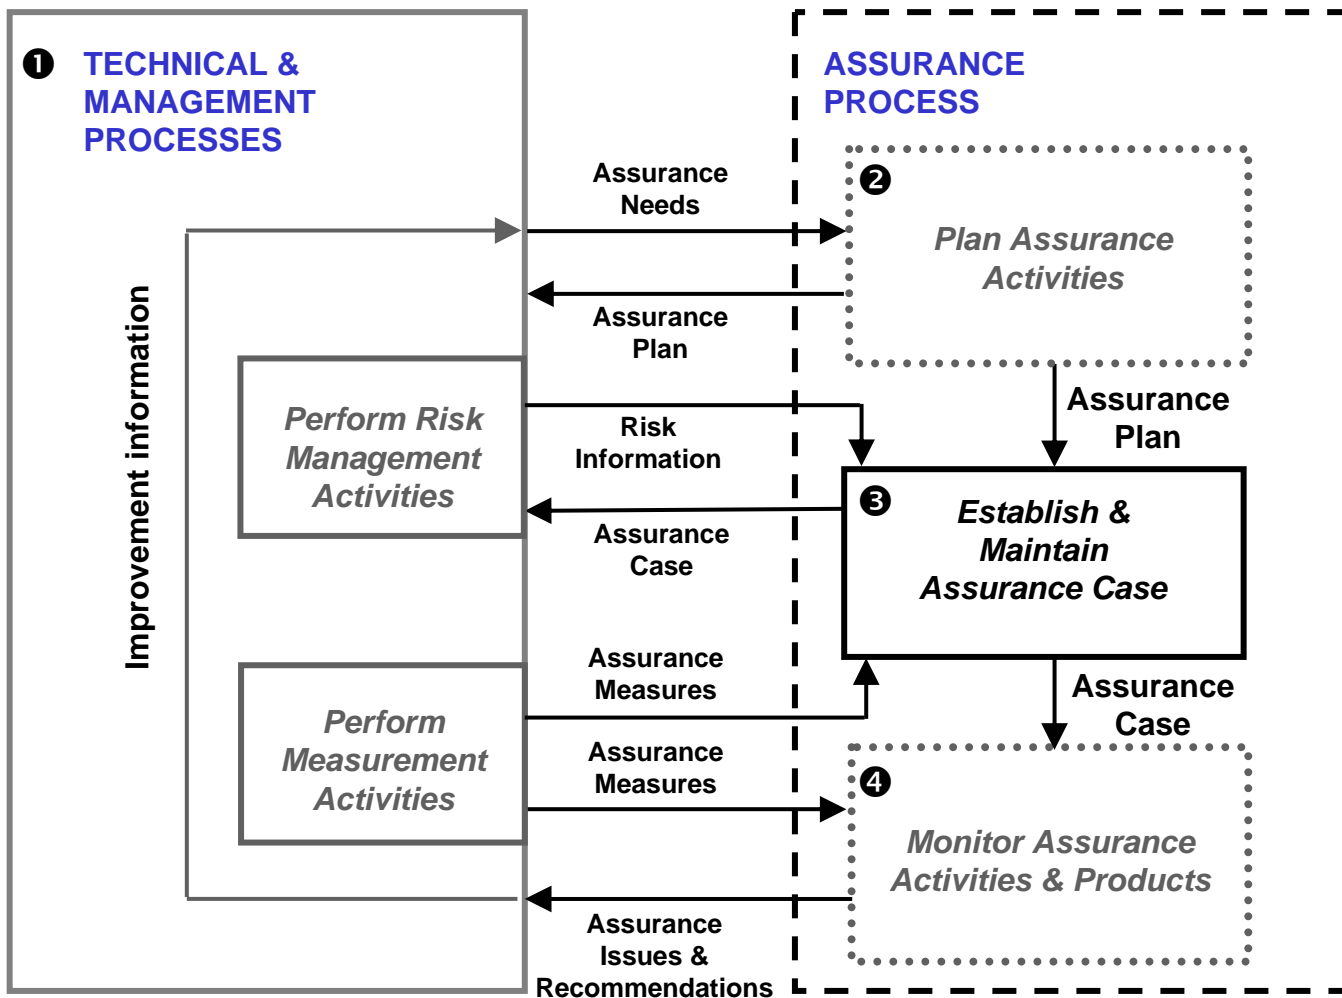 ❶ TECHNICAL &
MANAGEMENT
PROCESSES
ASSURANCE
PROCESS
Assurance
Needs
❷
Plan Assurance
Activities
Assurance
Plan
Improvement information
Perform Risk
Management
Activities
Risk
Information
Assurance
Plan
Assurance
Case
❸
Establish &
Maintain
Assurance Case
Assurance
Measures
Assurance
Case
Perform
Measurement
Activities
Assurance
Measures
❹
Monitor Assurance
Activities & Products
Assurance
Issues &
Recommendations